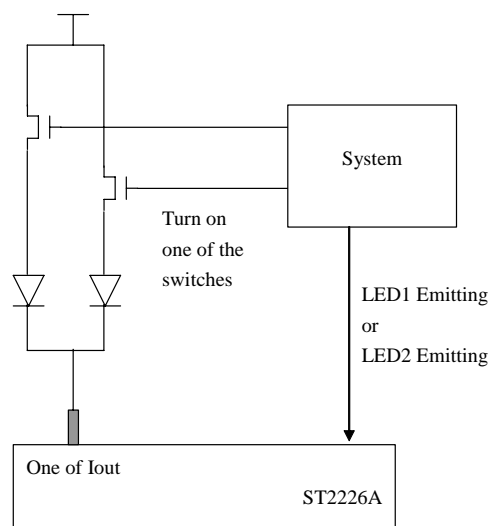 System
Turn on
one of the
switches
LED1 Emitting
or
LED2 Emitting
One of Iout
ST2226A